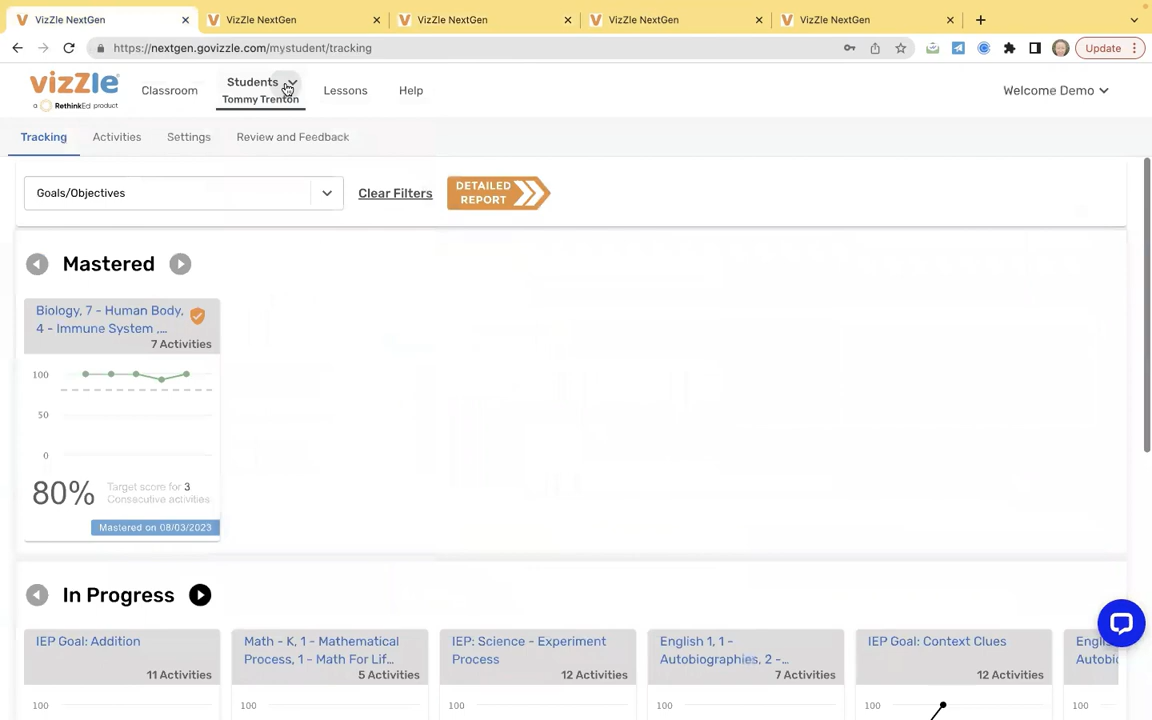 VizZle NextGen
VizZle NextGen
VizZle NextGen
VizZle NextGen
VizZle NextGen
https://nextgen.govizzle.com/mystudent/tracking
Update
vizZle
a RethinkEd product
Classroom
Students
Tommy Trenton
Lessons
Help
Welcome Demo
Tracking
Activities
Settings
Review and Feedback
Goals/Objectives
Clear Filters
DETAILED
REPORT
Mastered
Biology, 7 - Human Body,
4 - Immune System ,...
7 Activities
100
50
0
80%
Target score for 3
Consecutive activities
Mastered on 08/03/2023
In Progress
IEP Goal: Addition
11 Activities
100
Math - K, 1 - Mathematical
Process, 1 - Math For Lif...
5 Activities
100
IEP: Science - Experiment
Process
12 Activities
100
English 1, 1 -
Autobiographies, 2 -...
7 Activities
100
IEP Goal: Context Clues
12 Activities
100
100